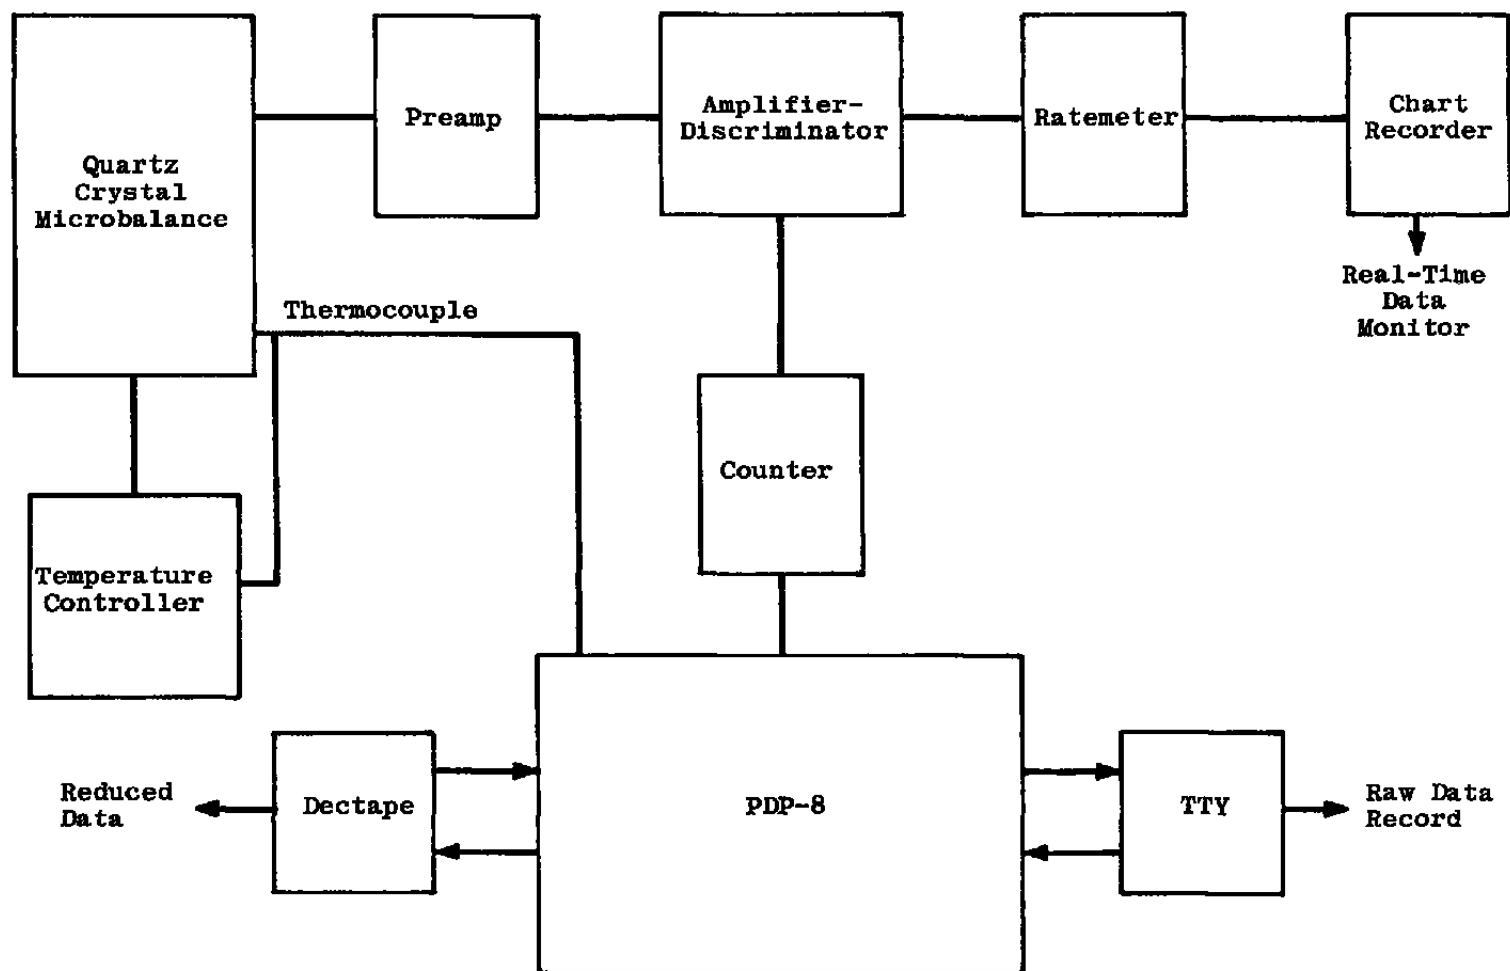 Quartz
Crystal
Microbalance
Preamp
Amplifier-
Discriminator
Ratemeter
Chart
Recorder
Real-Time
Data
Monitor
Thermocouple
Counter
Temperature
Controller
Reduced
Data
Dectape
PDP-8
TTY
Raw Data
Record